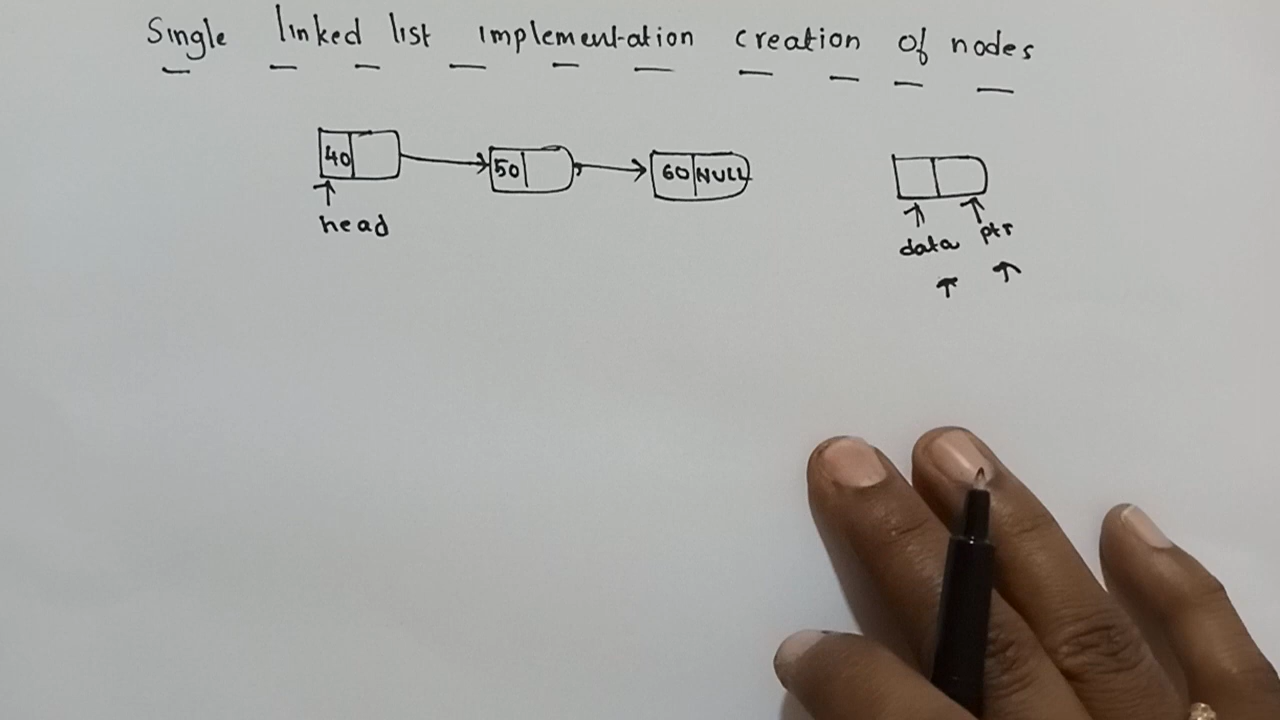 Single linked list implementation creation of nodes
40 50 60 NULL
head
data ptr